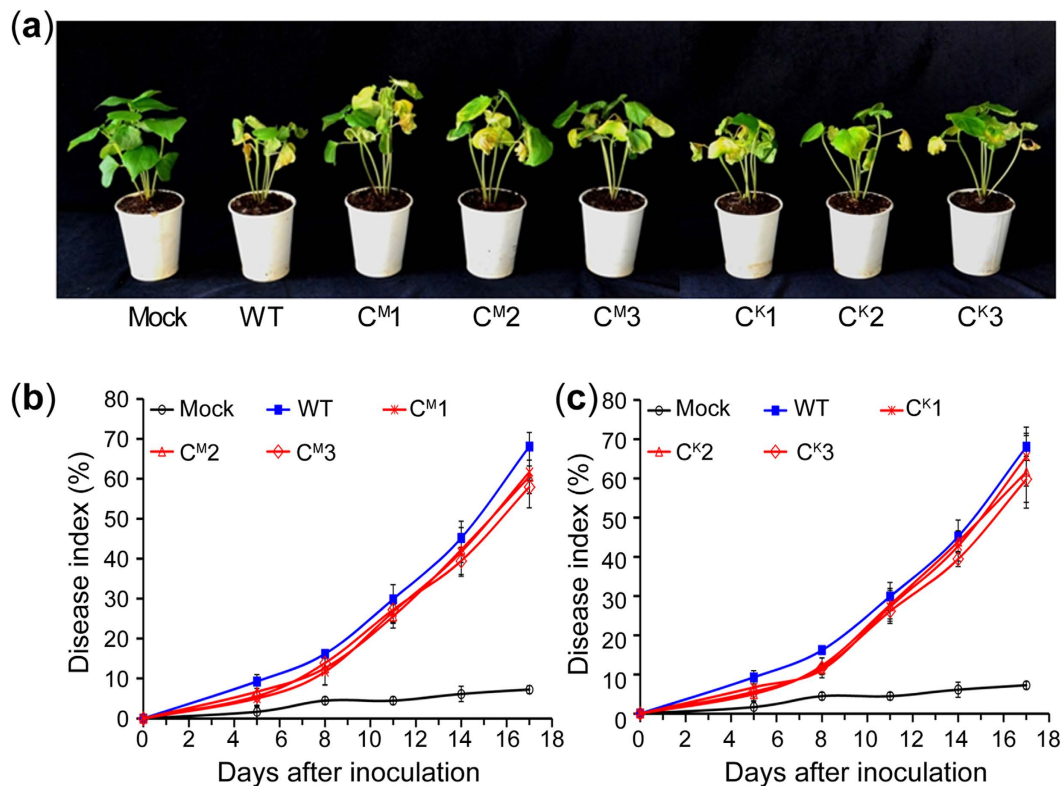 (a)
Mock WT Cᴹ1 Cᴹ2 Cᴹ3 Cᴷ1 Cᴷ2 Cᴷ3
(b)
80
70
60
50
40
30
20
10
0
Disease index (%)
Mock WT Cᴹ1
Cᴹ2 Cᴹ3
0 2 4 6 8 10 12 14 16 18
Days after inoculation
(c)
80
70
60
50
40
30
20
10
0
Disease index (%)
Mock WT Cᴷ1
Cᴷ2 Cᴷ3
0 2 4 6 8 10 12 14 16 18
Days after inoculation